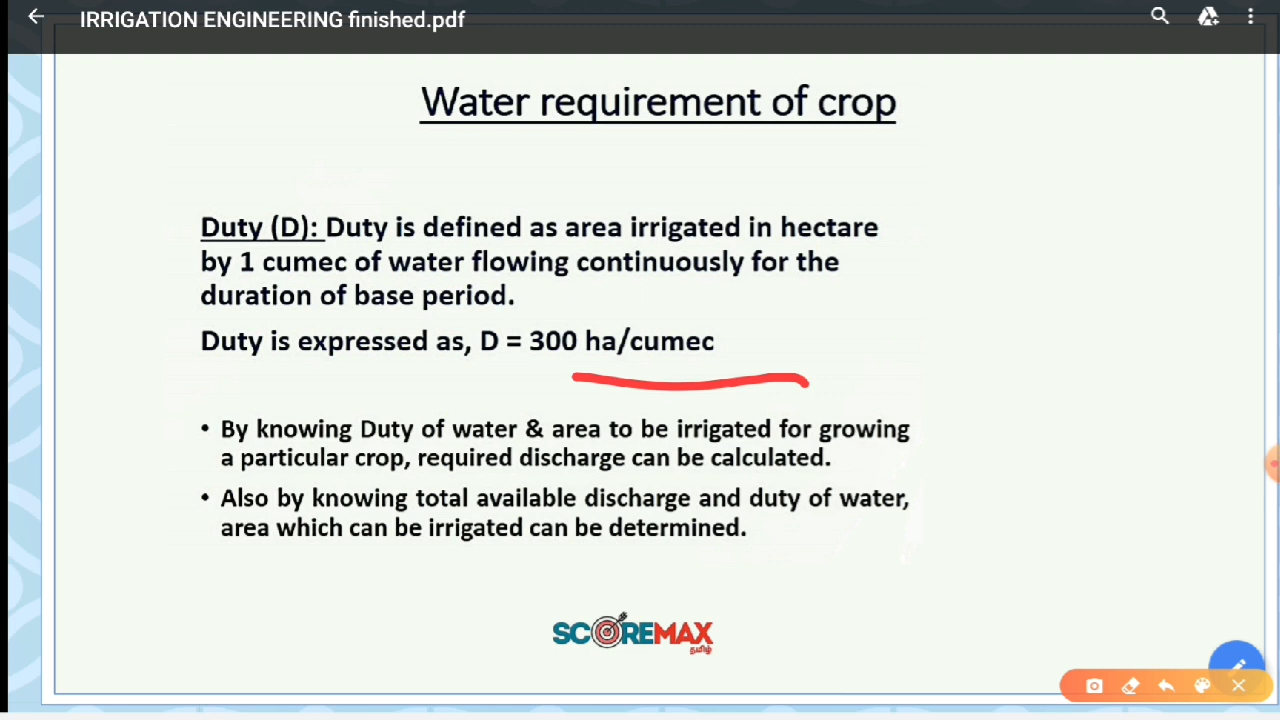 IRRIGATION ENGINEERING finished.pdf
Water requirement of crop
Duty (D): Duty is defined as area irrigated in hectare
by 1 cumec of water flowing continuously for the
duration of base period.
Duty is expressed as, D = 300 ha/cumec
• By knowing Duty of water & area to be irrigated for growing
a particular crop, required discharge can be calculated.
• Also by knowing total available discharge and duty of water,
area which can be irrigated can be determined.
SCOREMAX
தமிழ்